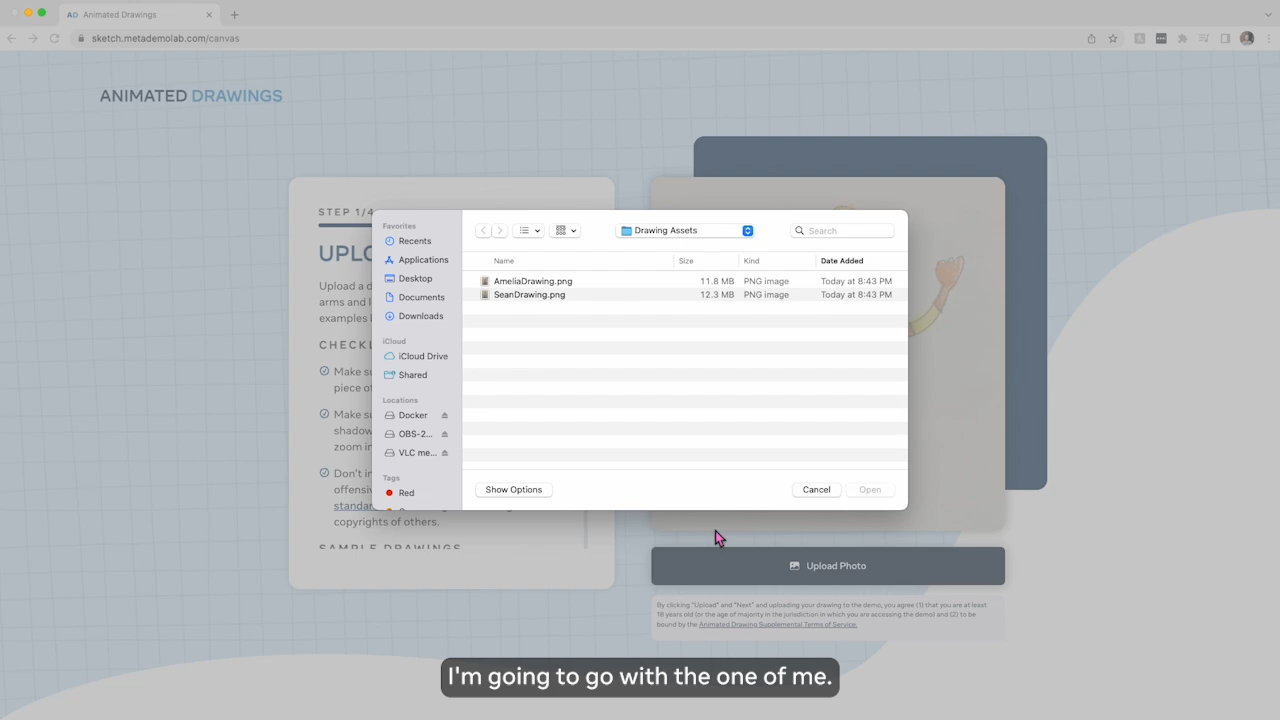 Animated Drawings
sketch.metademolab.com/canvas
ANIMATED DRAWINGS
STEP 1/4
UPLO
Upload a d
arms and l
examples b
CHECKL
Make su
piece of
Make su
shadow
zoom in
Don't in
offensiv
standar
copyrights of others.
SAMPLE DRAWINGS
Favorites
Recents
Applications
Desktop
Documents
Downloads
iCloud
iCloud Drive
Shared
Locations
Docker
OBS-2...
VLC me...
Tags
Red
Drawing Assets
Search
Name Size Kind Date Added
AmeliaDrawing.png 11.8 MB PNG image Today at 8:43 PM
SeanDrawing.png 12.3 MB PNG image Today at 8:43 PM
Show Options
Cancel
Open
Upload Photo
By clicking "Upload" and "Next" and uploading your drawing to the demo, you agree (1) that you are at least
18 years old (or the age of majority in the jurisdiction in which you are accessing the demo) and (2) to be
bound by the Animated Drawing Supplemental Terms of Service.
I'm going to go with the one of me.